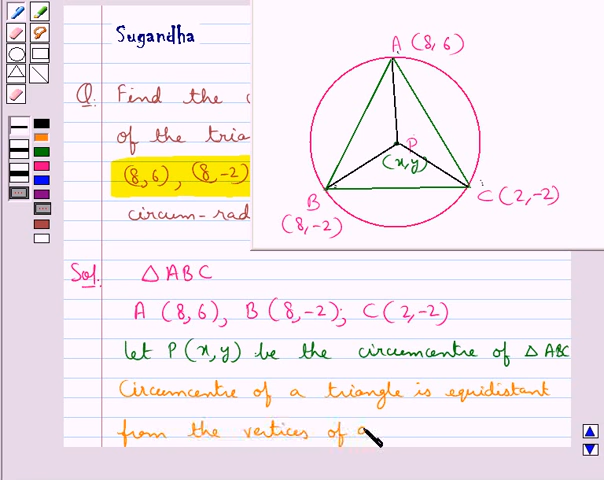 Sugandha
Q. Find the
of the
(8,6), (8,-2)
circum-rad
A (8,6)
P
(x,y)
B
(8,-2)
C (2,-2)
Sol. △ABC
A (8,6), B (8,-2); C (2,-2)
let P(x,y) be the circumcentre of △ABC
Circumcentre of a triangle is equidistant
from the vertices of a